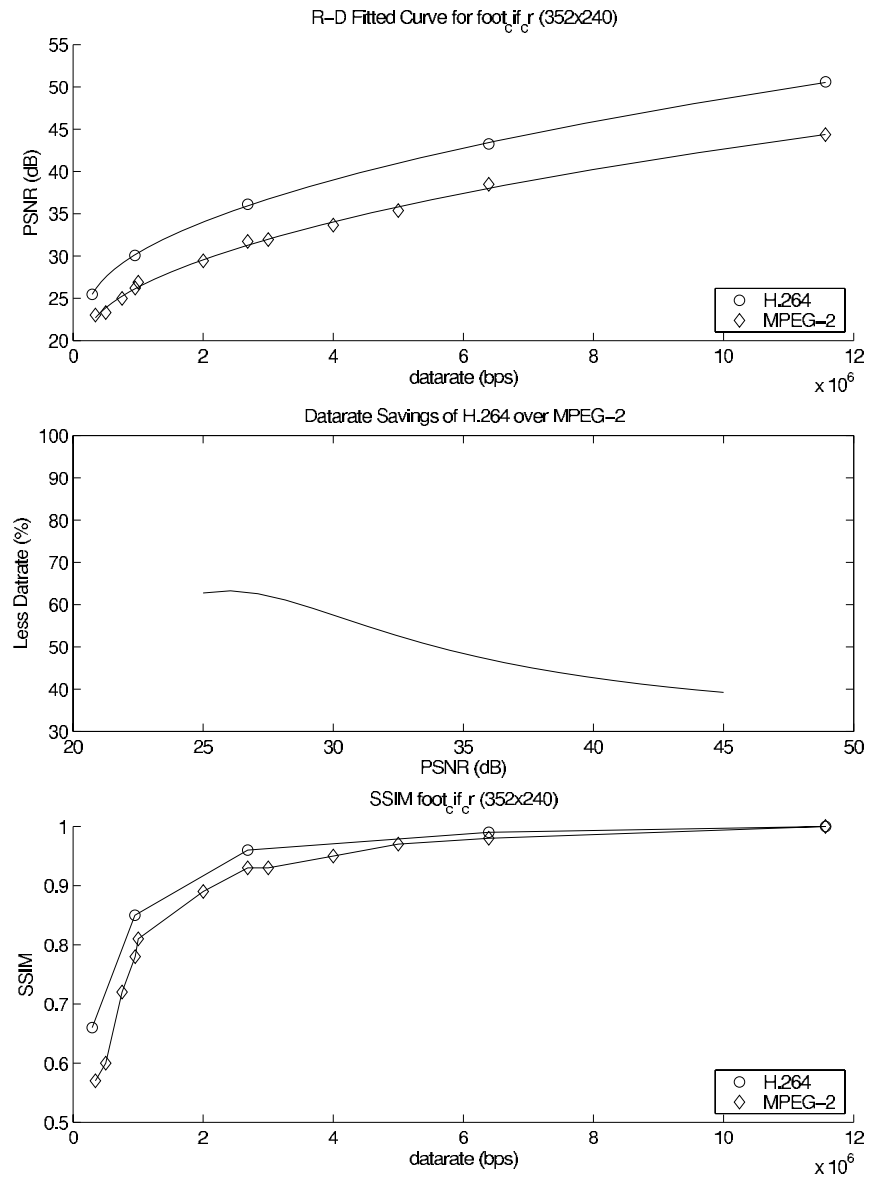 R-D Fitted Curve for foot_cif_cr (352x240)
55
50
45
40
35
30
25
20
PSNR (dB)
H.264
MPEG-2
0 2 4 6 8 10 12
datarate (bps)
x 10^6
Datarate Savings of H.264 over MPEG-2
100
90
80
70
60
50
40
30
Less Datrate (%)
20 25 30 35 40 45 50
PSNR (dB)
SSIM foot_cif_cr (352x240)
1
0.9
0.8
0.7
0.6
0.5
SSIM
H.264
MPEG-2
0 2 4 6 8 10 12
datarate (bps)
x 10^6